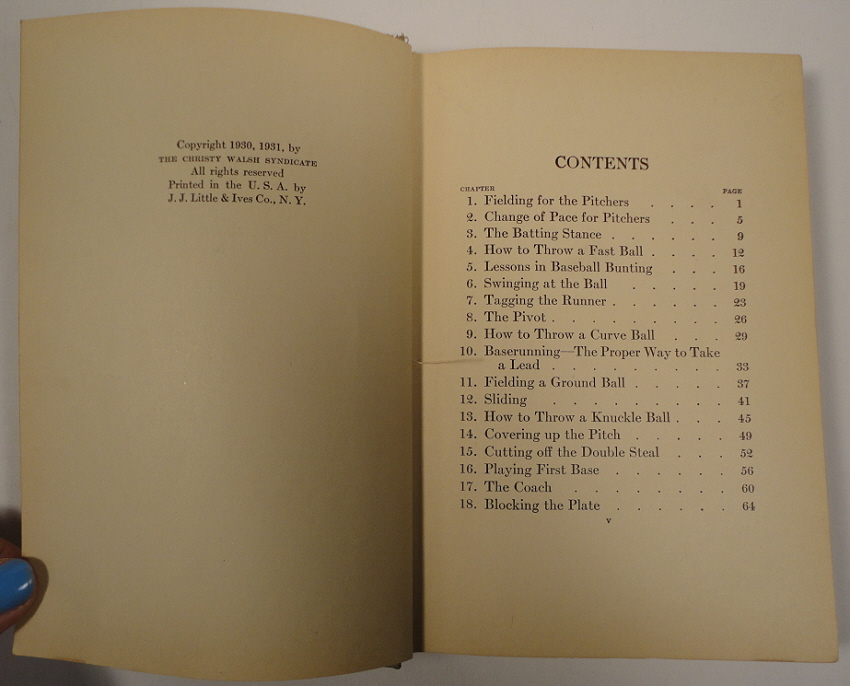 Copyright 1930, 1931, by
THE CHRISTY WALSH SYNDICATE
All rights reserved
Printed in the U. S. A. by
J. J. Little & Ives Co., N. Y.
CONTENTS
CHAPTER PAGE
1. Fielding for the Pitchers . . . . 1
2. Change of Pace for Pitchers . . . 5
3. The Batting Stance . . . . . . 9
4. How to Throw a Fast Ball . . . . 12
5. Lessons in Baseball Bunting . . . 16
6. Swinging at the Ball . . . . . 19
7. Tagging the Runner . . . . . . 23
8. The Pivot . . . . . . . . 26
9. How to Throw a Curve Ball . . . 29
10. Baserunning—The Proper Way to Take
a Lead . . . . . . . . 33
11. Fielding a Ground Ball . . . . . 37
12. Sliding . . . . . . . . 41
13. How to Throw a Knuckle Ball . . . 45
14. Covering up the Pitch . . . . . 49
15. Cutting off the Double Steal . . . 52
16. Playing First Base . . . . . . 56
17. The Coach . . . . . . . . 60
18. Blocking the Plate . . . . . . 64
v